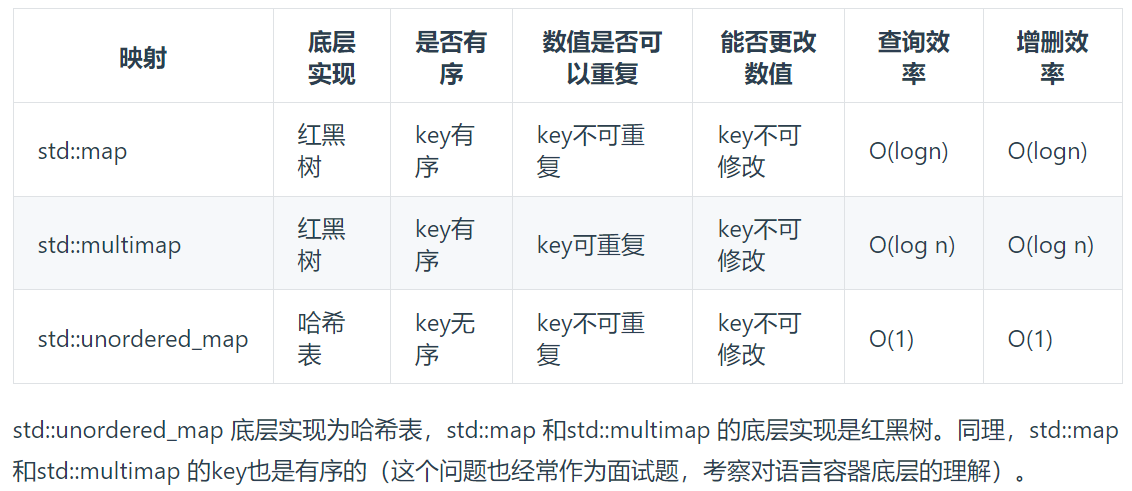 映射 底层实现 是否有序 数值是否可以重复 能否更改数值 查询效率 增删效率
std::map 红黑树 key有序 key不可重复 key不可修改 O(logn) O(logn)
std::multimap 红黑树 key有序 key可重复 key不可修改 O(log n) O(log n)
std::unordered_map 哈希表 key无序 key不可重复 key不可修改 O(1) O(1)
std::unordered_map 底层实现为哈希表，std::map 和std::multimap 的底层实现是红黑树。同理，std::map
和std::multimap 的key也是有序的（这个问题也经常作为面试题，考察对语言容器底层的理解）。